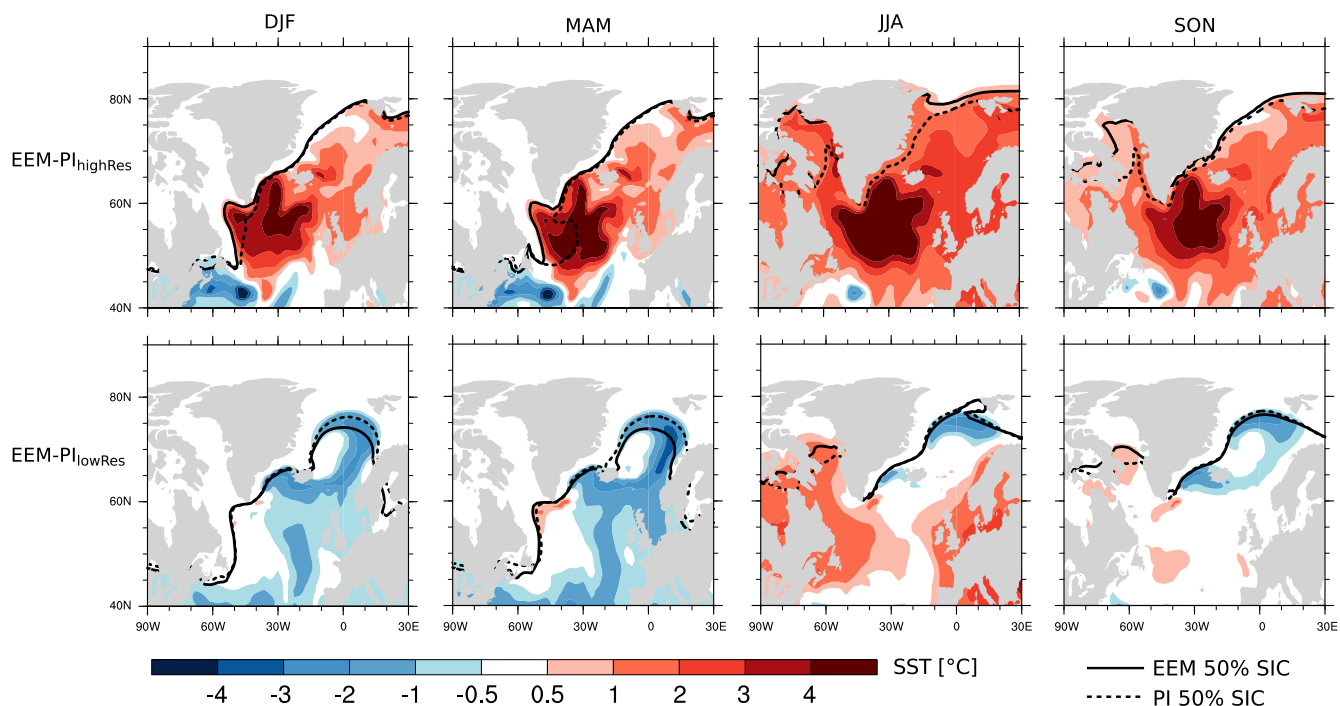 DJF MAM JJA SON
80N
EEM-PIhighRes
60N
40N
80N
EEM-PIlowRes
60N
40N
90W 60W 30W 0 30E 90W 60W 30W 0 30E 90W 60W 30W 0 30E 90W 60W 30W 0 30E
SST [°C]
-4 -3 -2 -1 -0.5 0.5 1 2 3 4
EEM 50% SIC
PI 50% SIC